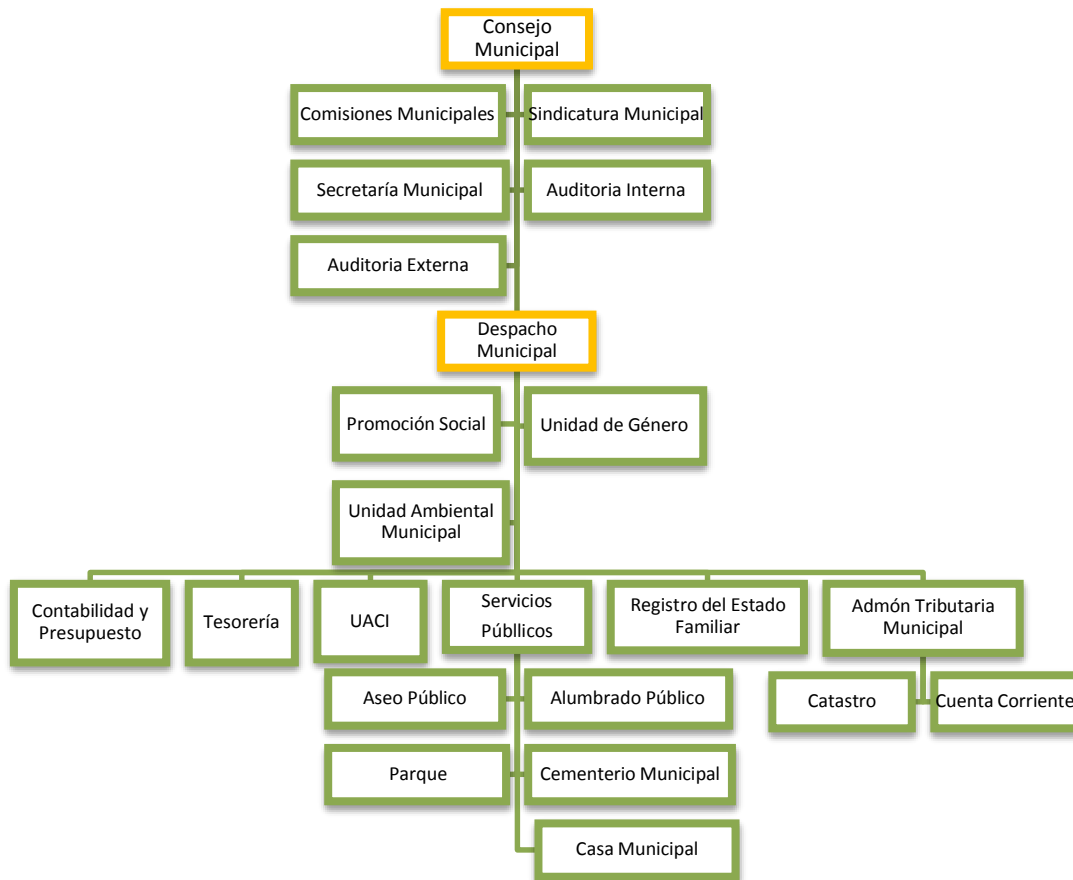 Consejo
Municipal
Comisiones Municipales
Sindicatura Municipal
Secretaría Municipal
Auditoria Interna
Auditoria Externa
Despacho
Municipal
Promoción Social
Unidad de Género
Unidad Ambiental
Municipal
Contabilidad y
Presupuesto
Tesorería
UACI
Servicios
Públlicos
Registro del Estado
Familiar
Admón Tributaria
Municipal
Aseo Público
Alumbrado Público
Catastro
Cuenta Corriente
Parque
Cementerio Municipal
Casa Municipal